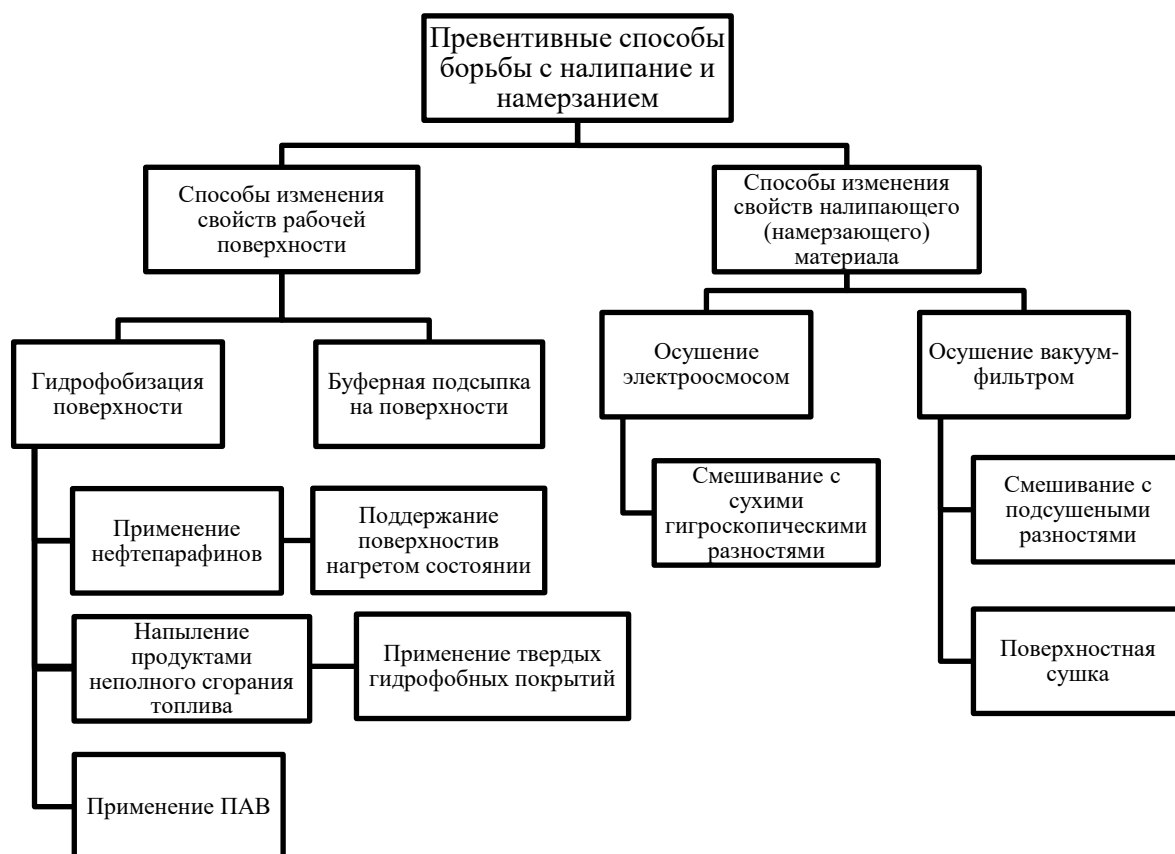 Превентивные способы
борьбы с налипание и
намерзанием
Способы изменения
свойств рабочей
поверхности
Способы изменения
свойств налипающего
(намерзающего)
материала
Гидрофобизация
поверхности
Буферная подсыпка
на поверхности
Осушение
электроосмосом
Осушение вакуум-
фильтром
Применение
нефтепарафинов
Поддержание
поверхностив
нагретом состоянии
Смешивание с
сухими
гигроскопическими
разностями
Смешивание с
подсушеными
разностями
Напыление
продуктами
неполного сгорания
топлива
Применение твердых
гидрофобных покрытий
Поверхностная
сушка
Применение ПАВ